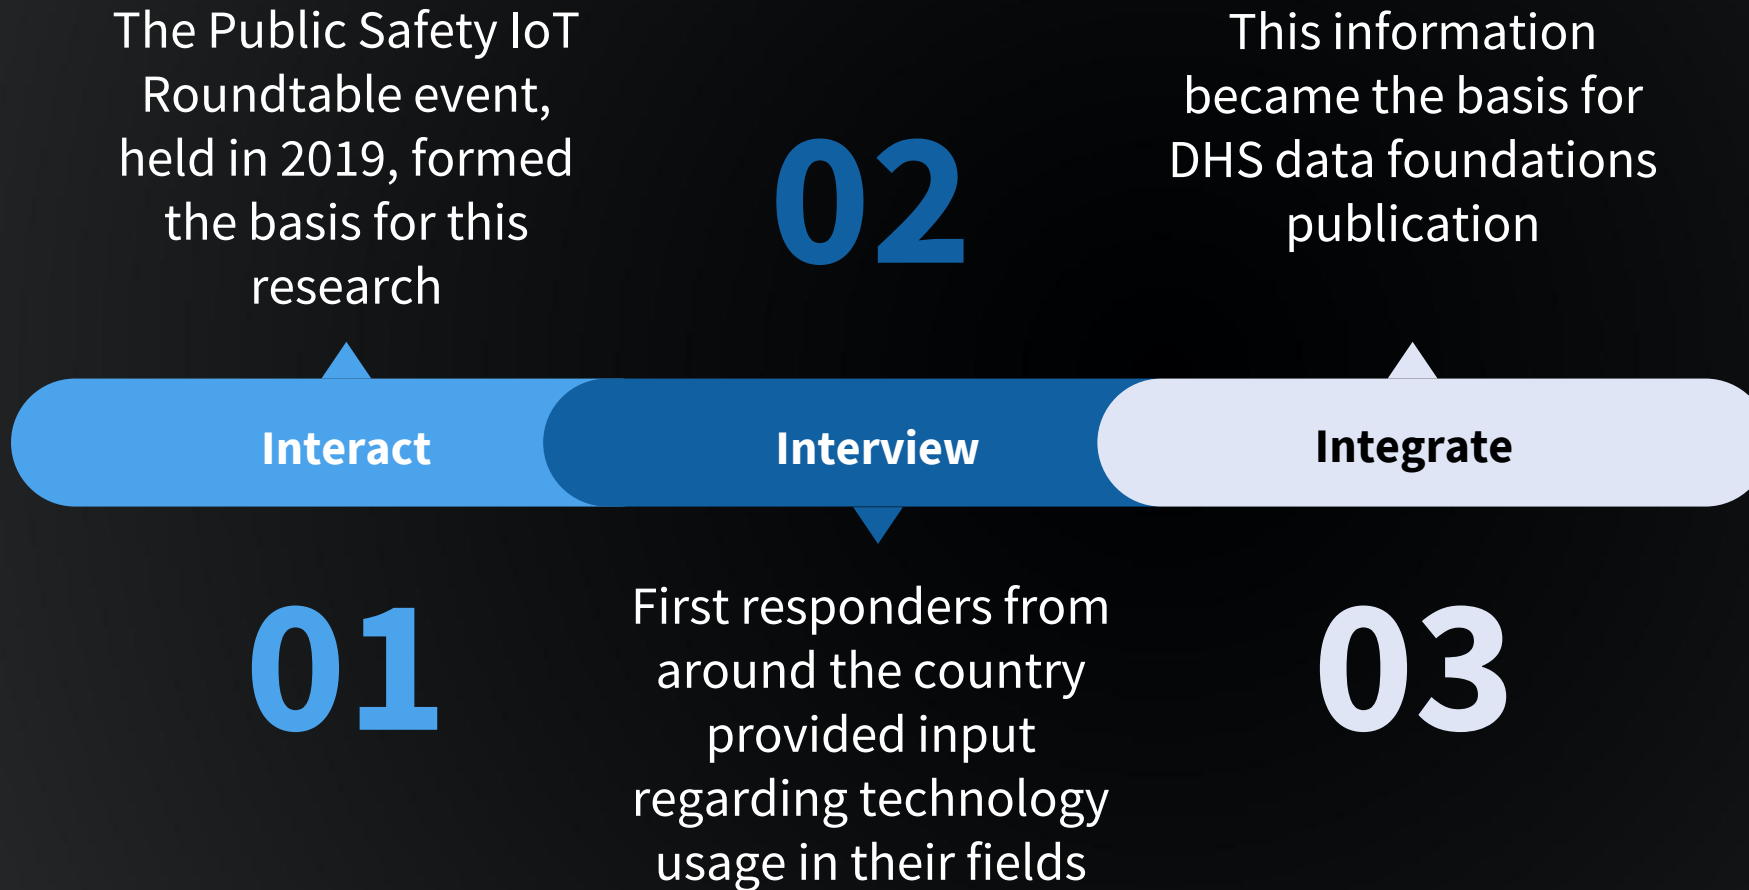 The Public Safety IoT
Roundtable event,
held in 2019, formed
the basis for this
research
Interact
01
02
Interview
First responders from
around the country
provided input
regarding technology
usage in their fields
This information
became the basis for
DHS data foundations
publication
Integrate
03